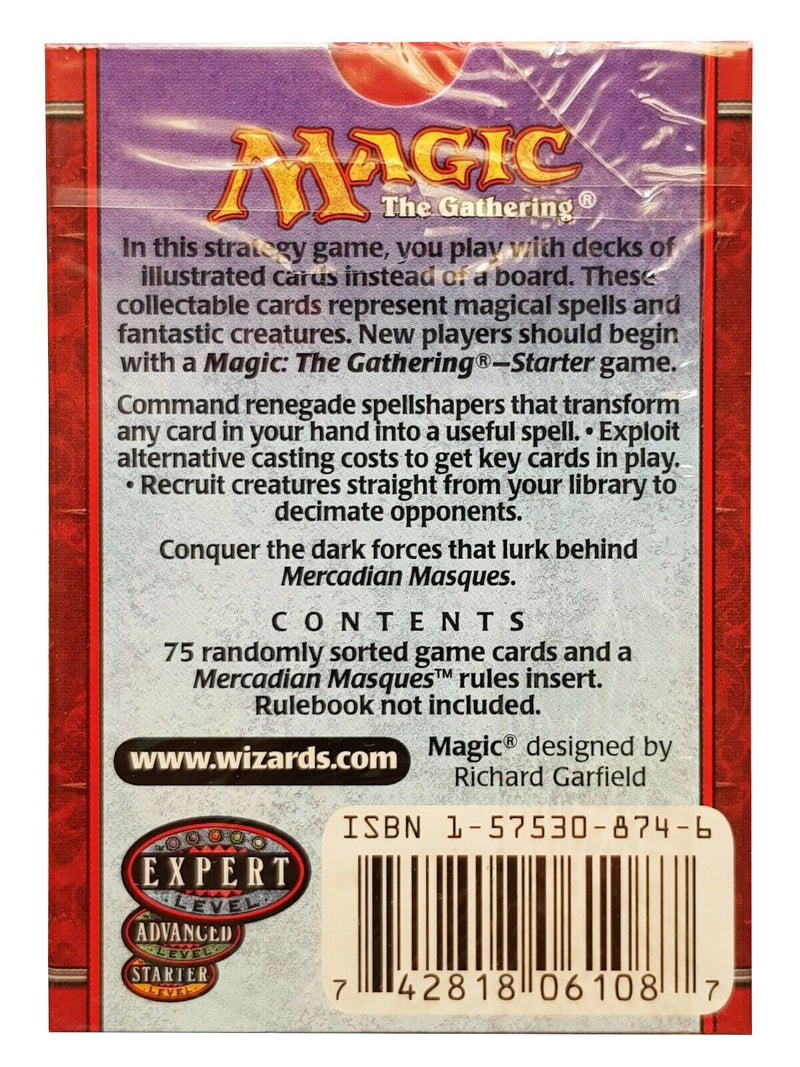 MAGIC
The Gathering®
In this strategy game, you play with decks of
illustrated cards instead of a board. These
collectable cards represent magical spells and
fantastic creatures. New players should begin
with a Magic: The Gathering®–Starter game.
Command renegade spellshapers that transform
any card in your hand into a useful spell. • Exploit
alternative casting costs to get key cards in play.
• Recruit creatures straight from your library to
decimate opponents.
Conquer the dark forces that lurk behind
Mercadian Masques.
CONTENTS
75 randomly sorted game cards and a
Mercadian Masques™ rules insert.
Rulebook not included.
www.wizards.com
Magic® designed by
Richard Garfield
EXPERT
LEVEL
ADVANCED
LEVEL
STARTER
LEVEL
ISBN 1-57530-874-6
7 42818 06108 7